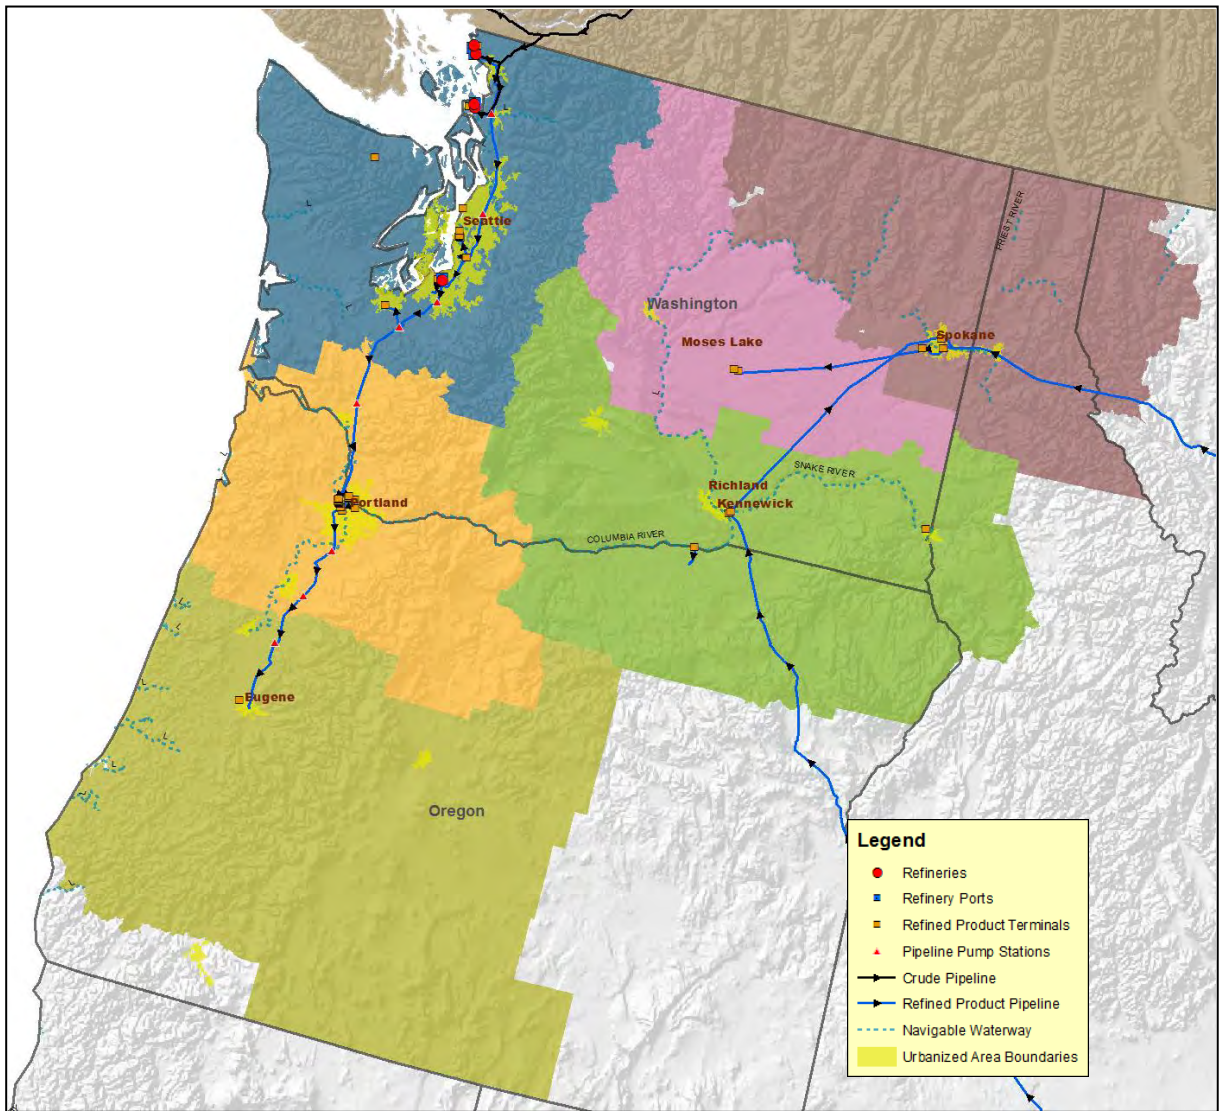 PRIEST RIVER
L
Seattle
L
L
Washington
Spokane
Moses Lake
L
L
SNAKE RIVER
Richland
Kennewick
Portland
COLUMBIA RIVER
L
L
Eugene
L
L
L
L
Oregon
L
Legend
Refineries
Refinery Ports
Refined Product Terminals
Pipeline Pump Stations
Crude Pipeline
Refined Product Pipeline
Navigable Waterway
Urbanized Area Boundaries